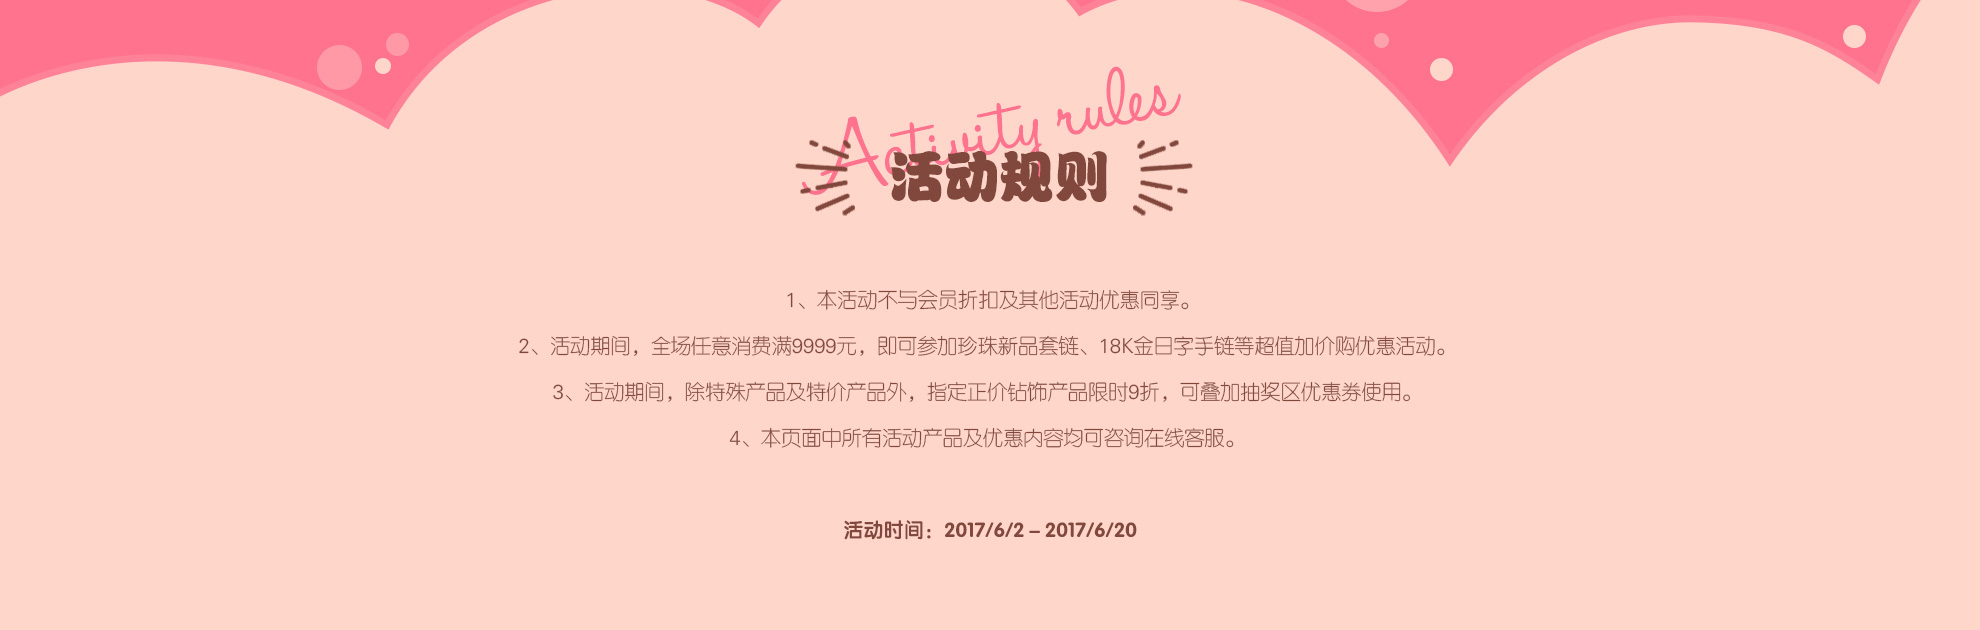 Activity rules
活动规则
1、本活动不与会员折扣及其他活动优惠同享。
2、活动期间，全场任意消费满9999元，即可参加珍珠新品套链、18K金日字手链等超值加价购优惠活动。
3、活动期间，除特殊产品及特价产品外，指定正价钻饰产品限时9折，可叠加抽奖区优惠券使用。
4、本页面中所有活动产品及优惠内容均可咨询在线客服。
活动时间：2017/6/2 – 2017/6/20